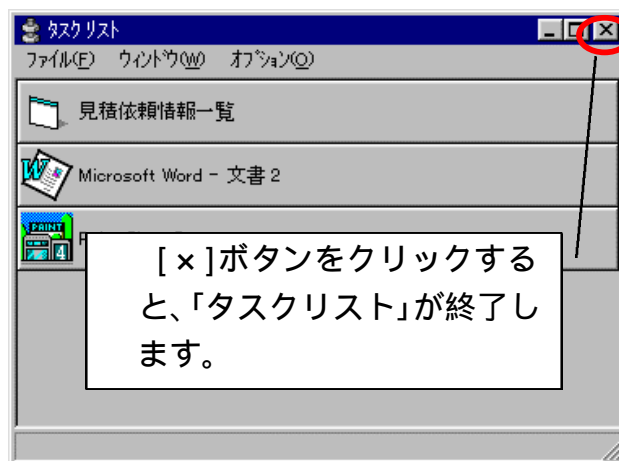 タスク リスト
ファイル(F) ウィンドウ(W) オプション(O)
見積依頼情報一覧
Microsoft Word - 文書 2
PAINT
4
[×]ボタンをクリックする
と、「タスクリスト」が終了し
ます。